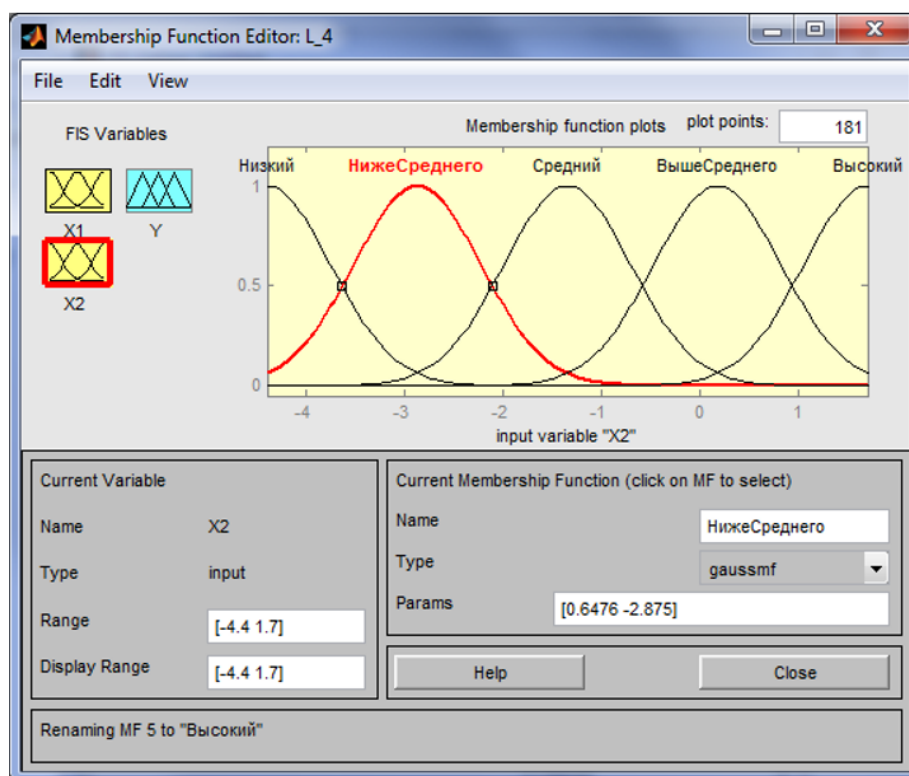 Membership Function Editor: L_4
File Edit View
FIS Variables
Membership function plots plot points: 181
X1 Y
X2
Низкий НижеСреднего Средний ВышеСреднего Высокий
1
0.5
0
-4 -3 -2 -1 0 1
input variable "X2"
Current Variable
Name X2
Type input
Range [-4.4 1.7]
Display Range [-4.4 1.7]
Current Membership Function (click on MF to select)
Name НижеСреднего
Type gaussmf
Params [0.6476 -2.875]
Help Close
Renaming MF 5 to "Высокий"